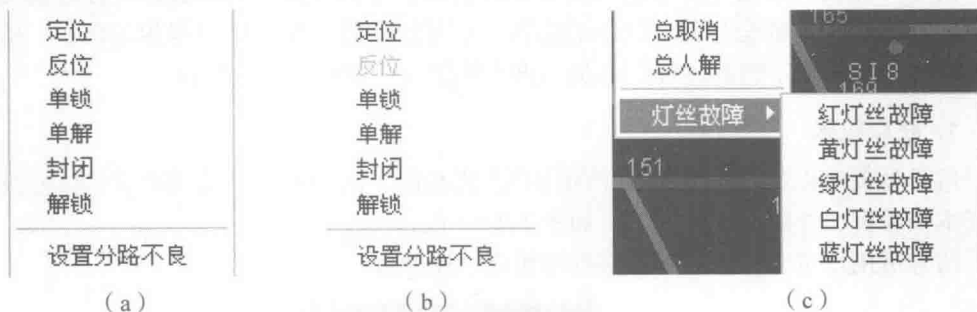 定位
反位
单锁
单解
封闭
解锁
设置分路不良
(a)
定位
反位
单锁
单解
封闭
解锁
设置分路不良
(b)
总取消
总人解
灯丝故障
165
SI8
169
151
1
红灯丝故障
黄灯丝故障
绿灯丝故障
白灯丝故障
蓝灯丝故障
(c)